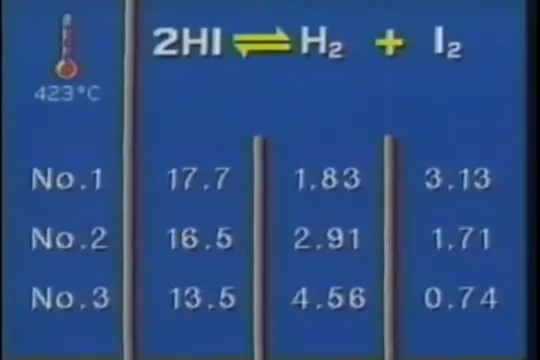 2HI ⇌ H₂ + I₂
423°C
No.1 17.7 1.83 3.13
No.2 16.5 2.91 1.71
No.3 13.5 4.56 0.74